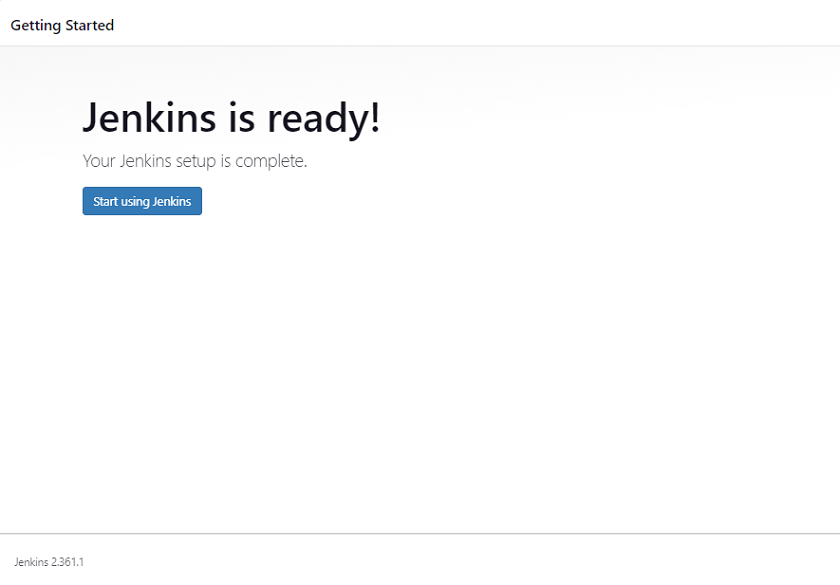 Getting Started
Jenkins is ready!
Your Jenkins setup is complete.
Start using Jenkins
Jenkins 2.361.1